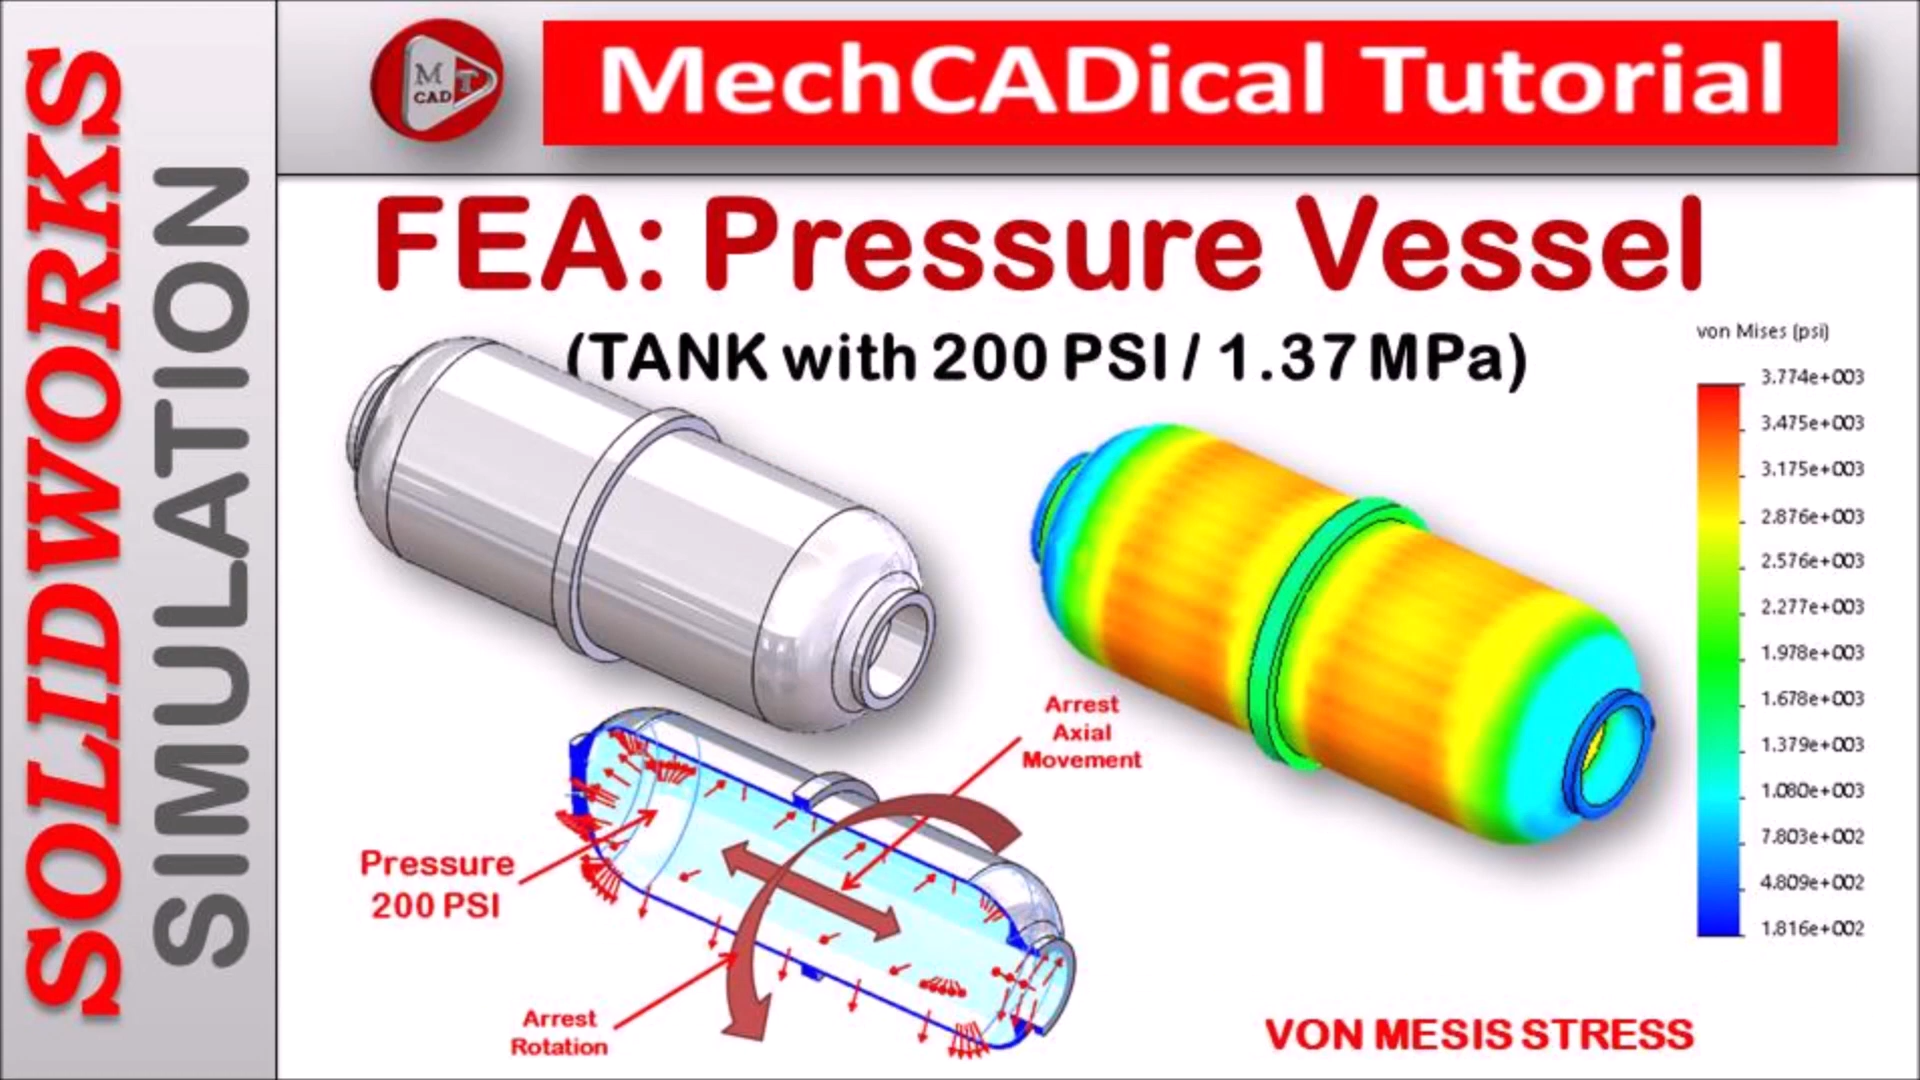 SOLIDWORKS
SIMULATION
M T
CAD
MechCADical Tutorial
FEA: Pressure Vessel
(TANK with 200 PSI / 1.37 MPa)
von Mises (psi)
3.774e+003
3.475e+003
3.175e+003
2.876e+003
2.576e+003
2.277e+003
1.978e+003
1.678e+003
1.379e+003
1.080e+003
7.803e+002
4.809e+002
1.816e+002
Arrest
Axial
Movement
Pressure
200 PSI
Arrest
Rotation
VON MESIS STRESS